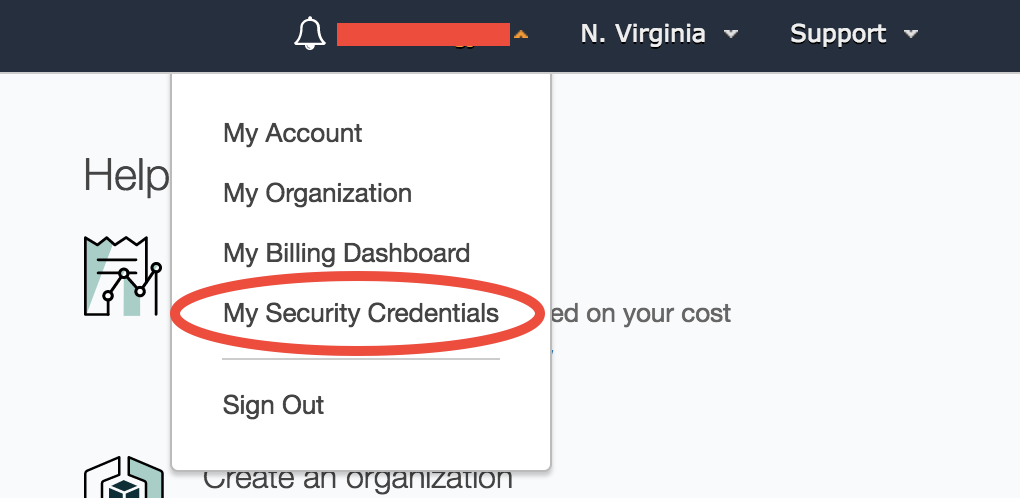 N. Virginia Support
My Account
Help
My Organization
My Billing Dashboard
My Security Credentials
ed on your cost
Sign Out
Create an organization